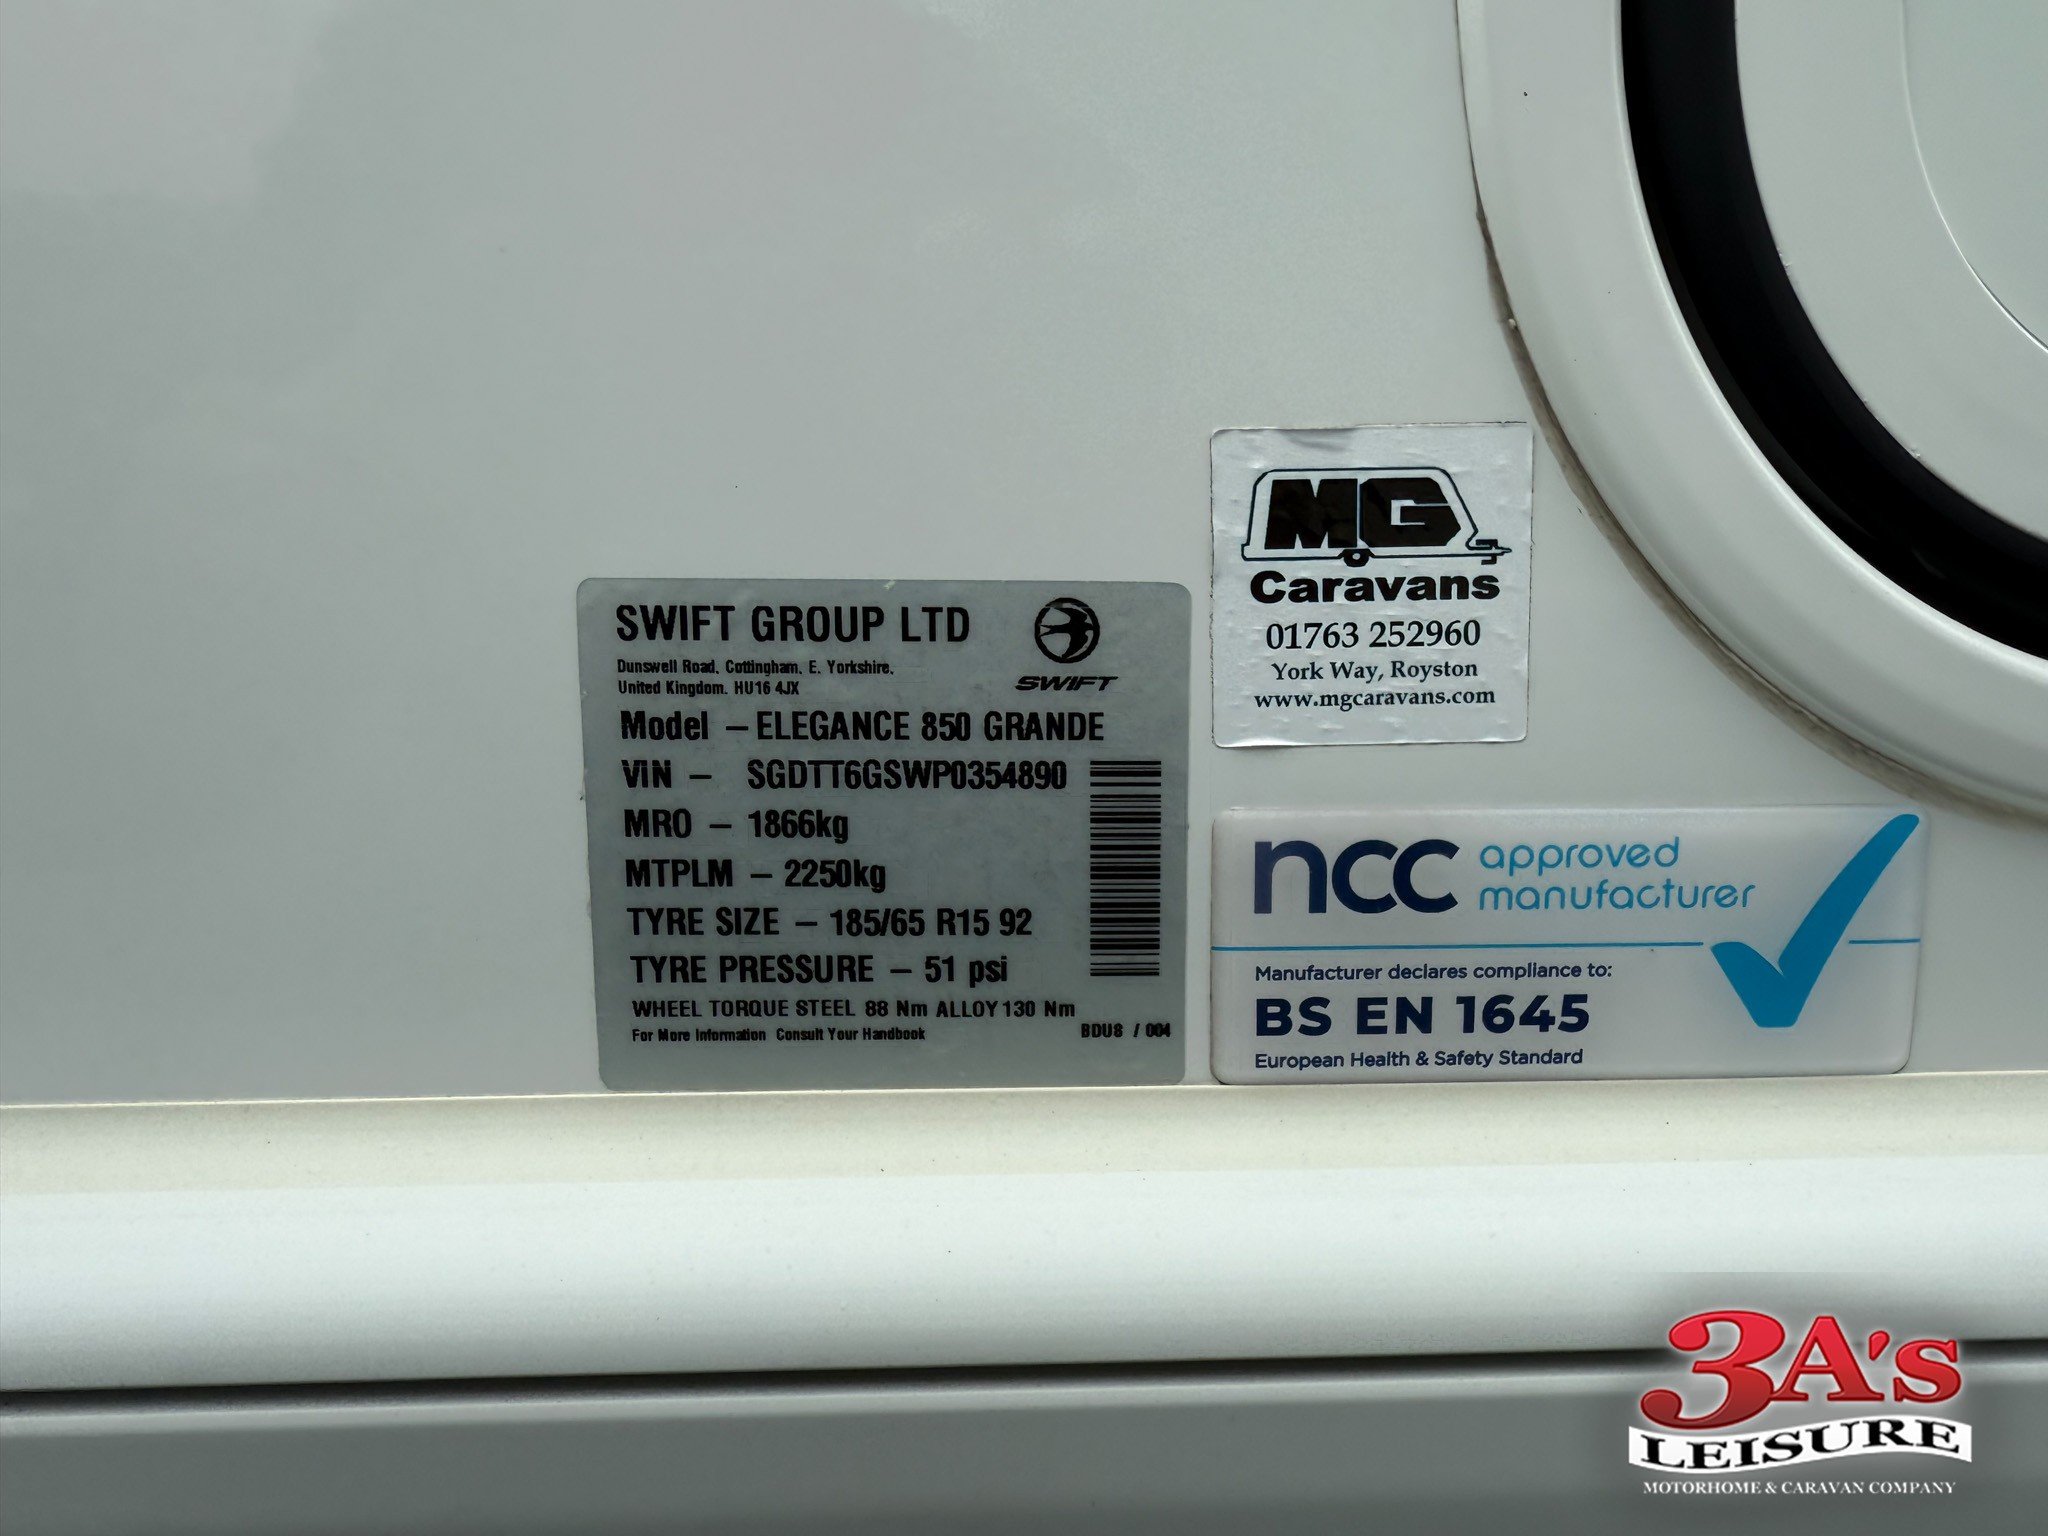 SWIFT GROUP LTD
Dunswell Road, Cottingham, E. Yorkshire,
United Kingdom. HU16 4JX
SWIFT
Model – ELEGANCE 850 GRANDE
VIN – SGDTT6GSWP0354890
MRO – 1866kg
MTPLM – 2250kg
TYRE SIZE – 185/65 R15 92
TYRE PRESSURE – 51 psi
WHEEL TORQUE STEEL 88 Nm ALLOY 130 Nm
For More Information Consult Your Handbook
BDU8 / 004
MG
Caravans
01763 252960
York Way, Royston
www.mgcaravans.com
ncc approved
manufacturer
Manufacturer declares compliance to:
BS EN 1645
European Health & Safety Standard
3A's
LEISURE
MOTORHOME & CARAVAN COMPANY